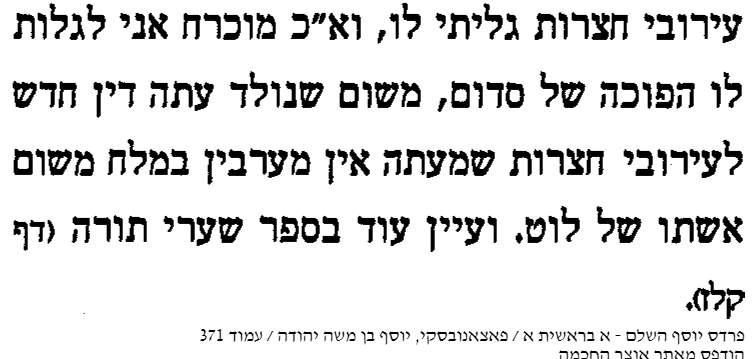 עירובי חצרות גליתי לו, וא״כ מוכרח אני לגלות
לו הפוכה של סדום, משום שנולד עתה דין חדש
לעירובי חצרות שמעתה אין מערבין במלח משום
אשתו של לוט. ועיין עוד בספר שערי תורה (דף
קלז).
פרדס יוסף השלם - א בראשית א / פאצאנובסקי, יוסף בן משה יהודה / עמוד 371
הודפס מאתר אוצר החכמה